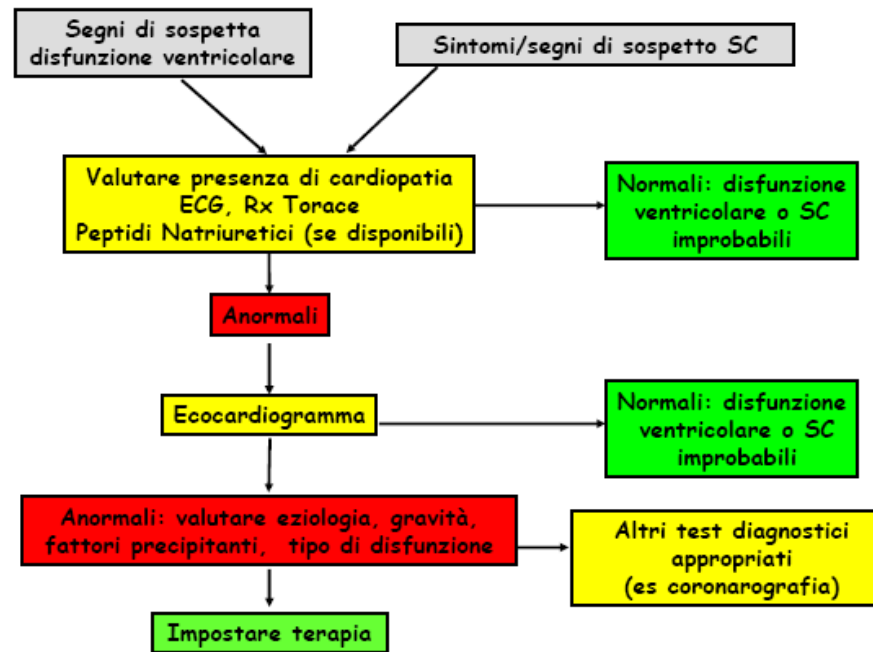 Segni di sospetta
disfunzione ventricolare
Sintomi/segni di sospetto SC
Valutare presenza di cardiopatia
ECG, Rx Torace
Peptidi Natriuretici (se disponibili)
Normali: disfunzione
ventricolare o SC
improbabili
Anormali
Ecocardiogramma
Normali: disfunzione
ventricolare o SC
improbabili
Anormali: valutare eziologia, gravità,
fattori precipitanti, tipo di disfunzione
Altri test diagnostici
appropriati
(es coronarografia)
Impostare terapia